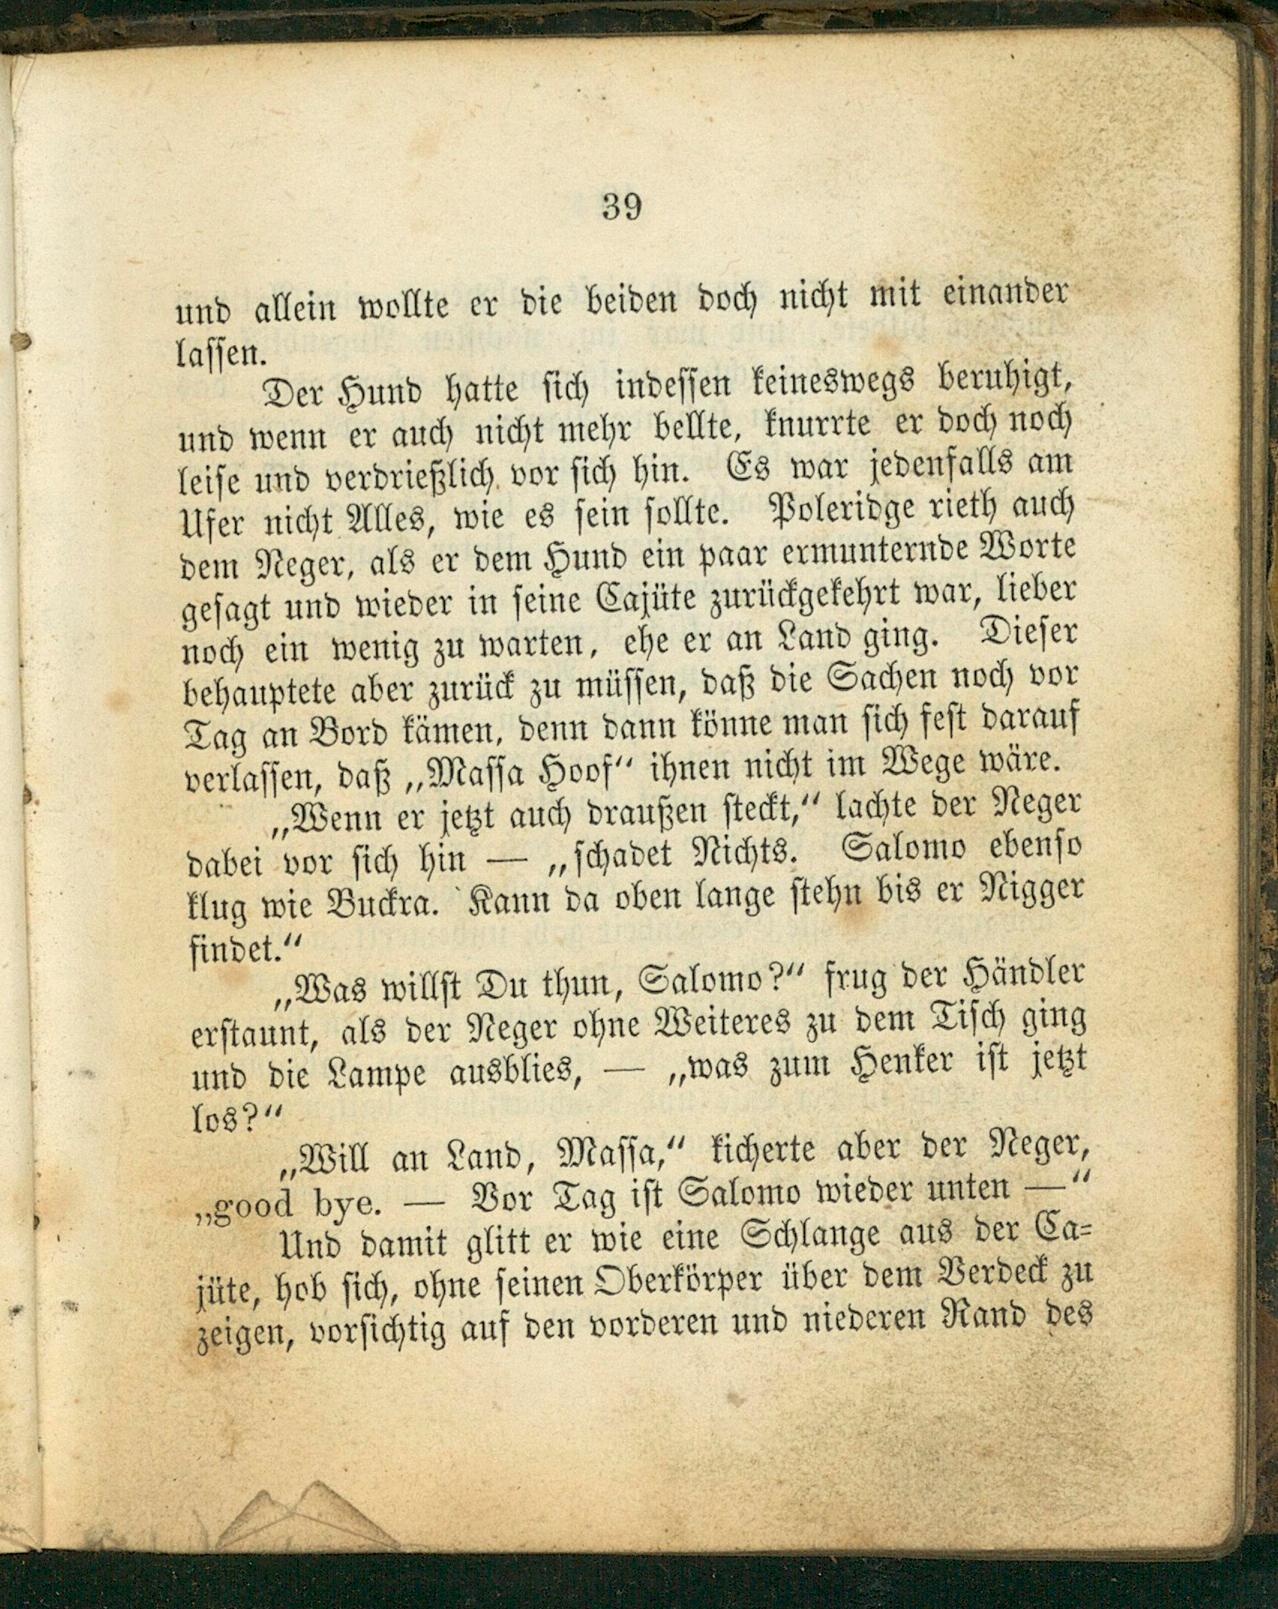 39
und allein wollte er die beiden doch nicht mit einander
lassen.
Der Hund hatte sich indessen keineswegs beruhigt,
und wenn er auch nicht mehr bellte, knurrte er doch noch
leise und verdrießlich vor sich hin. Es war jedenfalls am
Ufer nicht Alles, wie es sein sollte. Poleridge rieth auch
dem Neger, als er dem Hund ein paar ermunternde Worte
gesagt und wieder in seine Cajüte zurückgekehrt war, lieber
noch ein wenig zu warten, ehe er an Land ging. Dieser
behauptete aber zurück zu müssen, daß die Sachen noch vor
Tag an Bord kämen, denn dann könne man sich fest darauf
verlassen, daß „Massa Hoof“ ihnen nicht im Wege wäre.
„Wenn er jetzt auch draußen steckt,“ lachte der Neger
dabei vor sich hin — „schadet Nichts. Salomo ebenso
klug wie Buckra. Kann da oben lange stehn bis er Nigger
findet.“
„Was willst Du thun, Salomo?“ frug der Händler
erstaunt, als der Neger ohne Weiteres zu dem Tisch ging
und die Lampe ausblies, — „was zum Henker ist jetzt
los?“
„Will an Land, Massa,“ kicherte aber der Neger,
„good bye. — Vor Tag ist Salomo wieder unten —“
Und damit glitt er wie eine Schlange aus der Ca-
jüte, hob sich, ohne seinen Oberkörper über dem Verdeck zu
zeigen, vorsichtig auf den vorderen und niederen Rand des